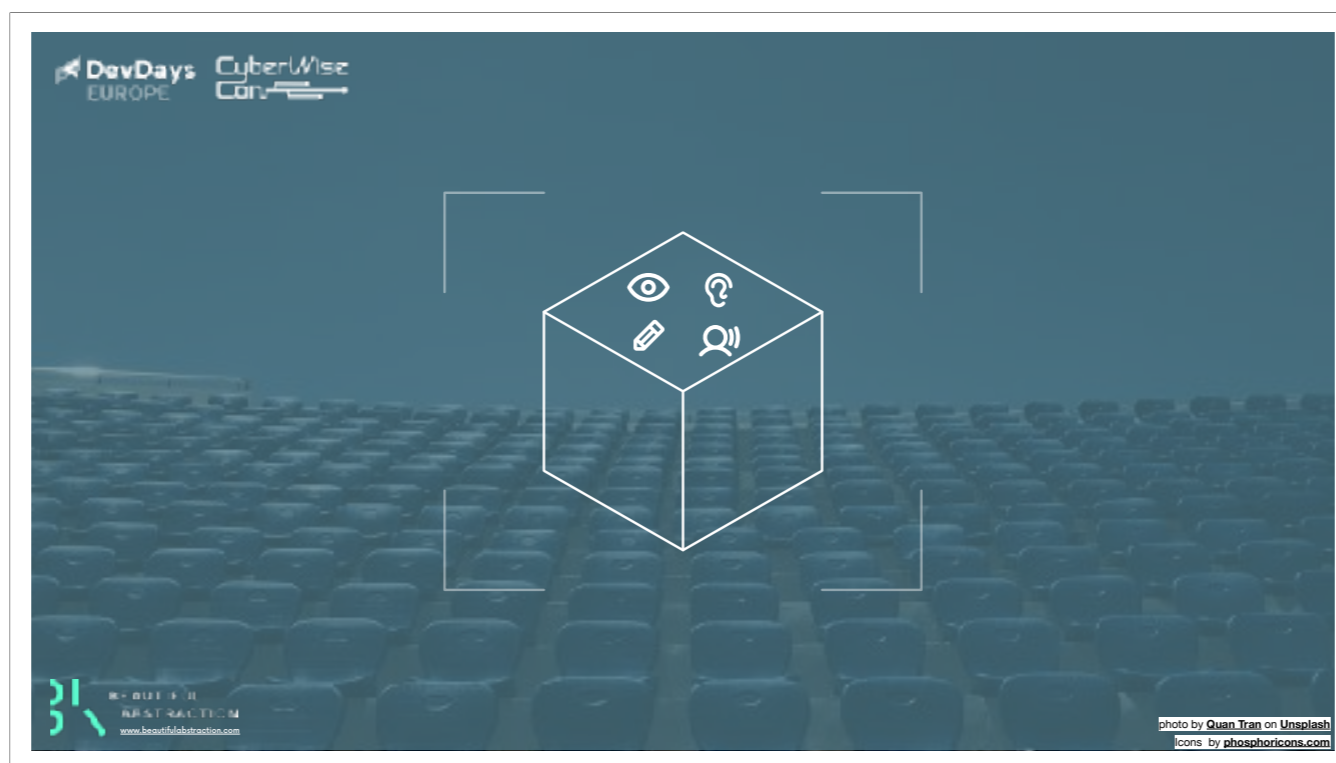 DevDays
EUROPE
CyberWise
Con
BEAUTIFUL
ABSTRACTION
www.beautifulabstraction.com
photo by Quan Tran on Unsplash
Icons by phosphoricons.com